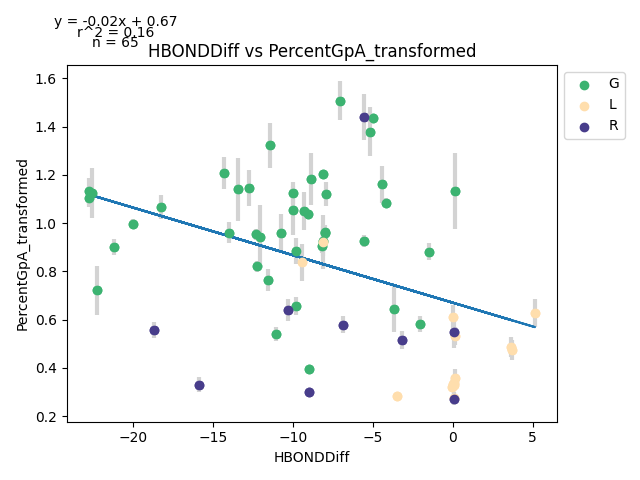 y = -0.02x + 0.67
r^2 = 0.16
n = 65
HBONDDiff vs PercentGpA_transformed
G
L
R
PercentGpA_transformed
1.6
1.4
1.2
1.0
0.8
0.6
0.4
0.2
−20
−15
−10
−5
0
5
HBONDDiff